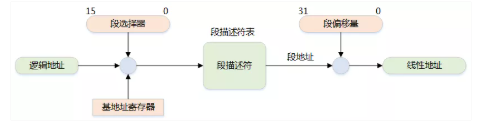 15 0
段选择器
段描述符表
31 0
段偏移量
逻辑地址
段描述符
段地址
线性地址
基地址寄存器